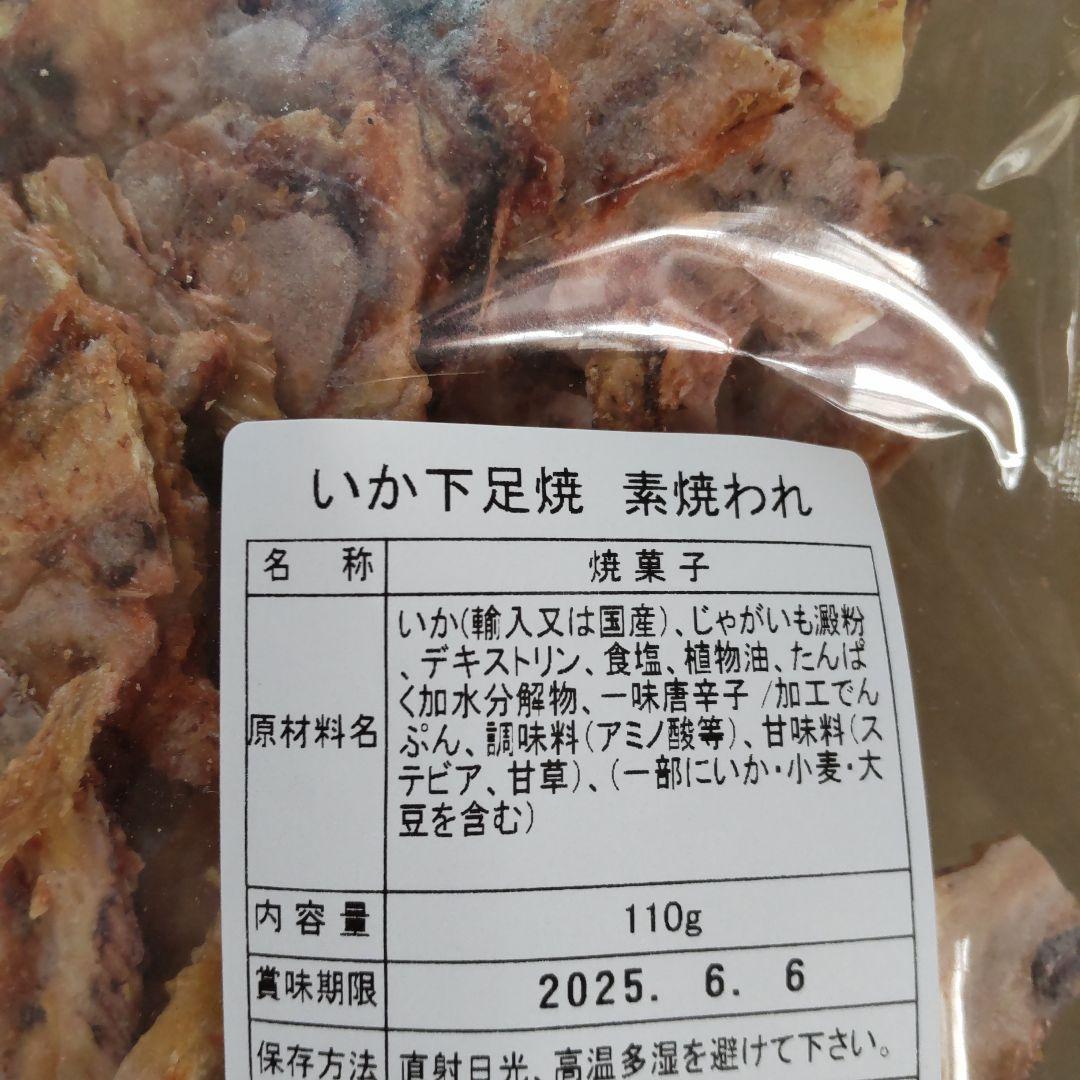 いか下足焼 素焼われ
名 称 焼菓子
原材料名
いか(輸入又は国産)、じゃがいも澱粉
、デキストリン、食塩、植物油、たんぱ
く加水分解物、一味唐辛子/加工でん
ぷん、調味料(アミノ酸等)、甘味料(ス
テビア、甘草)、(一部にいか・小麦・大
豆を含む)
内容量 110g
賞味期限 2025. 6. 6
保存方法 直射日光、高温多湿を避けて下さい。